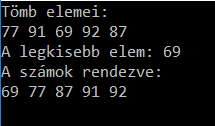 Tömb elemei:
77 91 69 92 87
A legkisebb elem: 69
A számok rendezve:
69 77 87 91 92